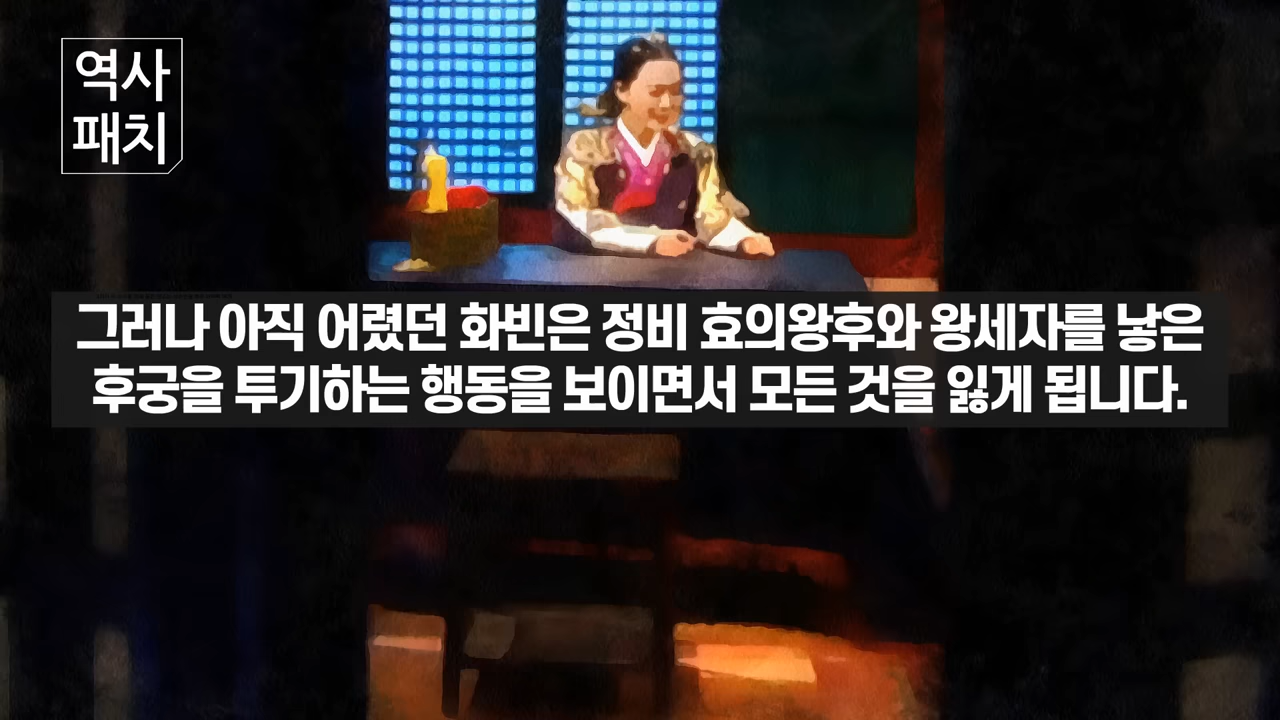 역사
패치
그러나 아직 어렸던 화빈은 정비 효의왕후와 왕세자를 낳은
후궁을 투기하는 행동을 보이면서 모든 것을 잃게 됩니다.